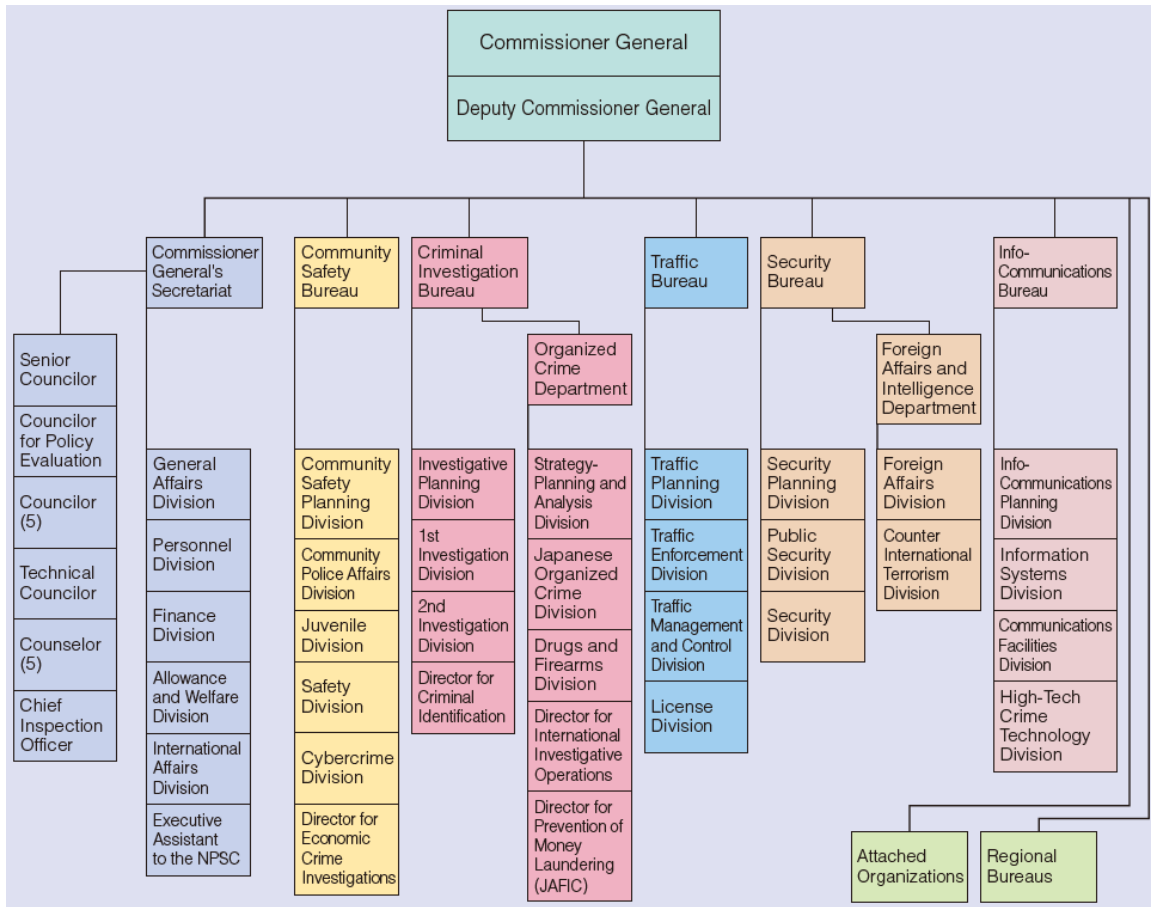 Commissioner General
Deputy Commissioner General
Commissioner
General's
Secretariat
Community
Safety
Bureau
Criminal
Investigation
Bureau
Traffic
Bureau
Security
Bureau
Info-
Communications
Bureau
Senior
Councilor
Councilor
for Policy
Evaluation
Councilor
(5)
Technical
Councilor
Counselor
(5)
Chief
Inspection
Officer
General
Affairs
Division
Personnel
Division
Finance
Division
Allowance
and Welfare
Division
International
Affairs
Division
Executive
Assistant
to the NPSC
Community
Safety
Planning
Division
Community
Police Affairs
Division
Juvenile
Division
Safety
Division
Cybercrime
Division
Director for
Economic
Crime
Investigations
Investigative
Planning
Division
1st
Investigation
Division
2nd
Investigation
Division
Director for
Criminal
Identification
Organized
Crime
Department
Strategy-
Planning and
Analysis
Division
Japanese
Organized
Crime
Division
Drugs and
Firearms
Division
Director for
International
Investigative
Operations
Director for
Prevention of
Money
Laundering
(JAFIC)
Traffic
Planning
Division
Traffic
Enforcement
Division
Traffic
Management
and Control
Division
License
Division
Security
Planning
Division
Public
Security
Division
Security
Division
Foreign
Affairs and
Intelligence
Department
Foreign
Affairs
Division
Counter
International
Terrorism
Division
Info-
Communications
Planning
Division
Information
Systems
Division
Communications
Facilities
Division
High-Tech
Crime
Technology
Division
Attached
Organizations
Regional
Bureaus